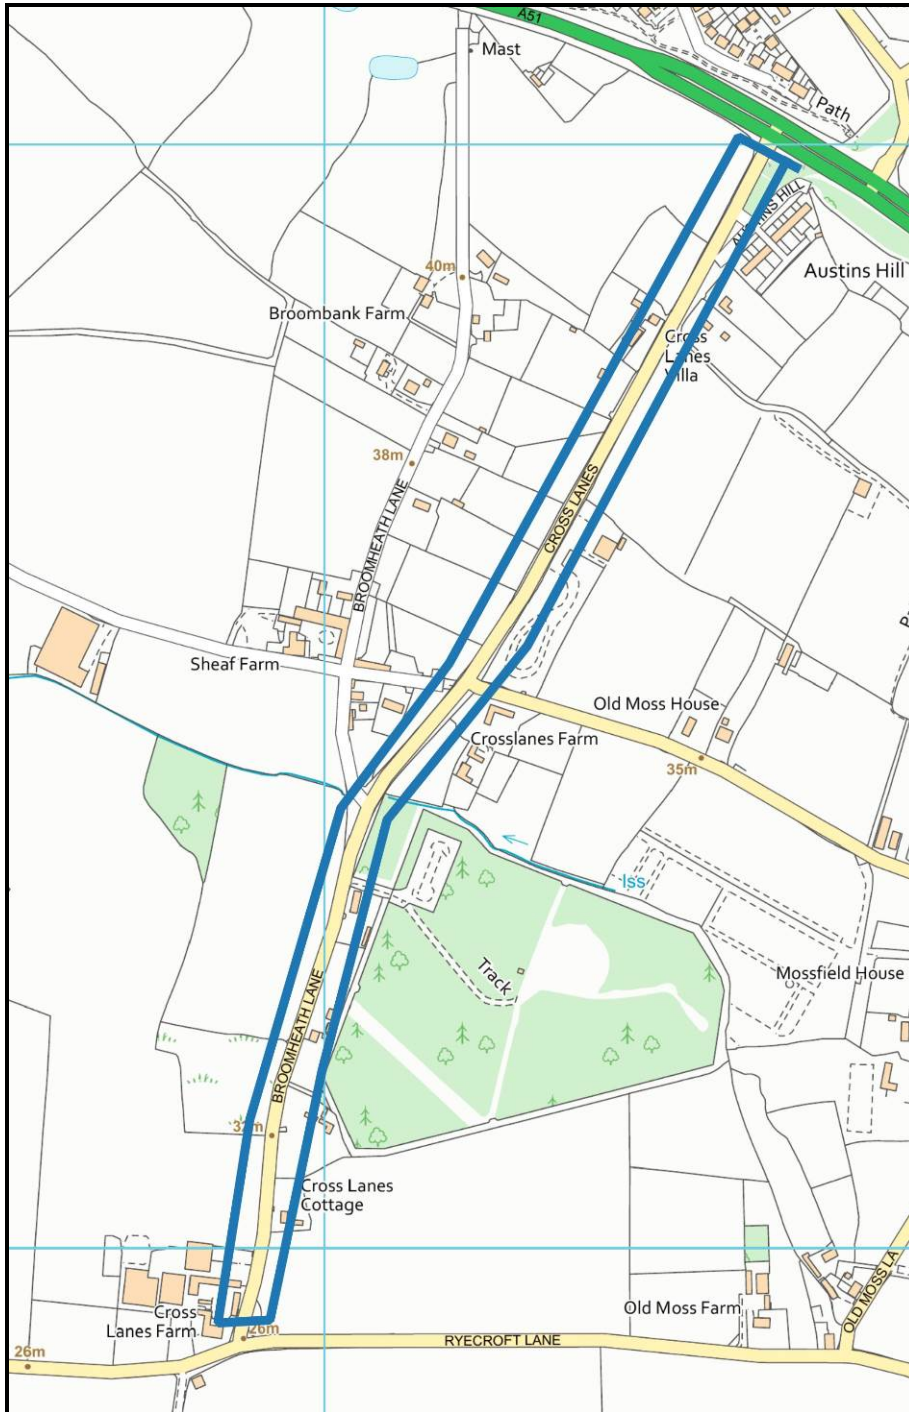 A51
Mast
Path
AUSTINS HILL
Austins Hill
40m
Broombank Farm
Cross
Lanes
Villa
38m
CROSS LANES
BROOMHEATH LANE
Sheaf Farm
Old Moss House
Crosslanes Farm
35m
Iss
Track
Mossfield House
BROOMHEATH LANE
32m
Cross Lanes
Cottage
Cross
Lanes Farm
26m
Old Moss Farm
OLD MOSS LA
RYECROFT LANE
26m